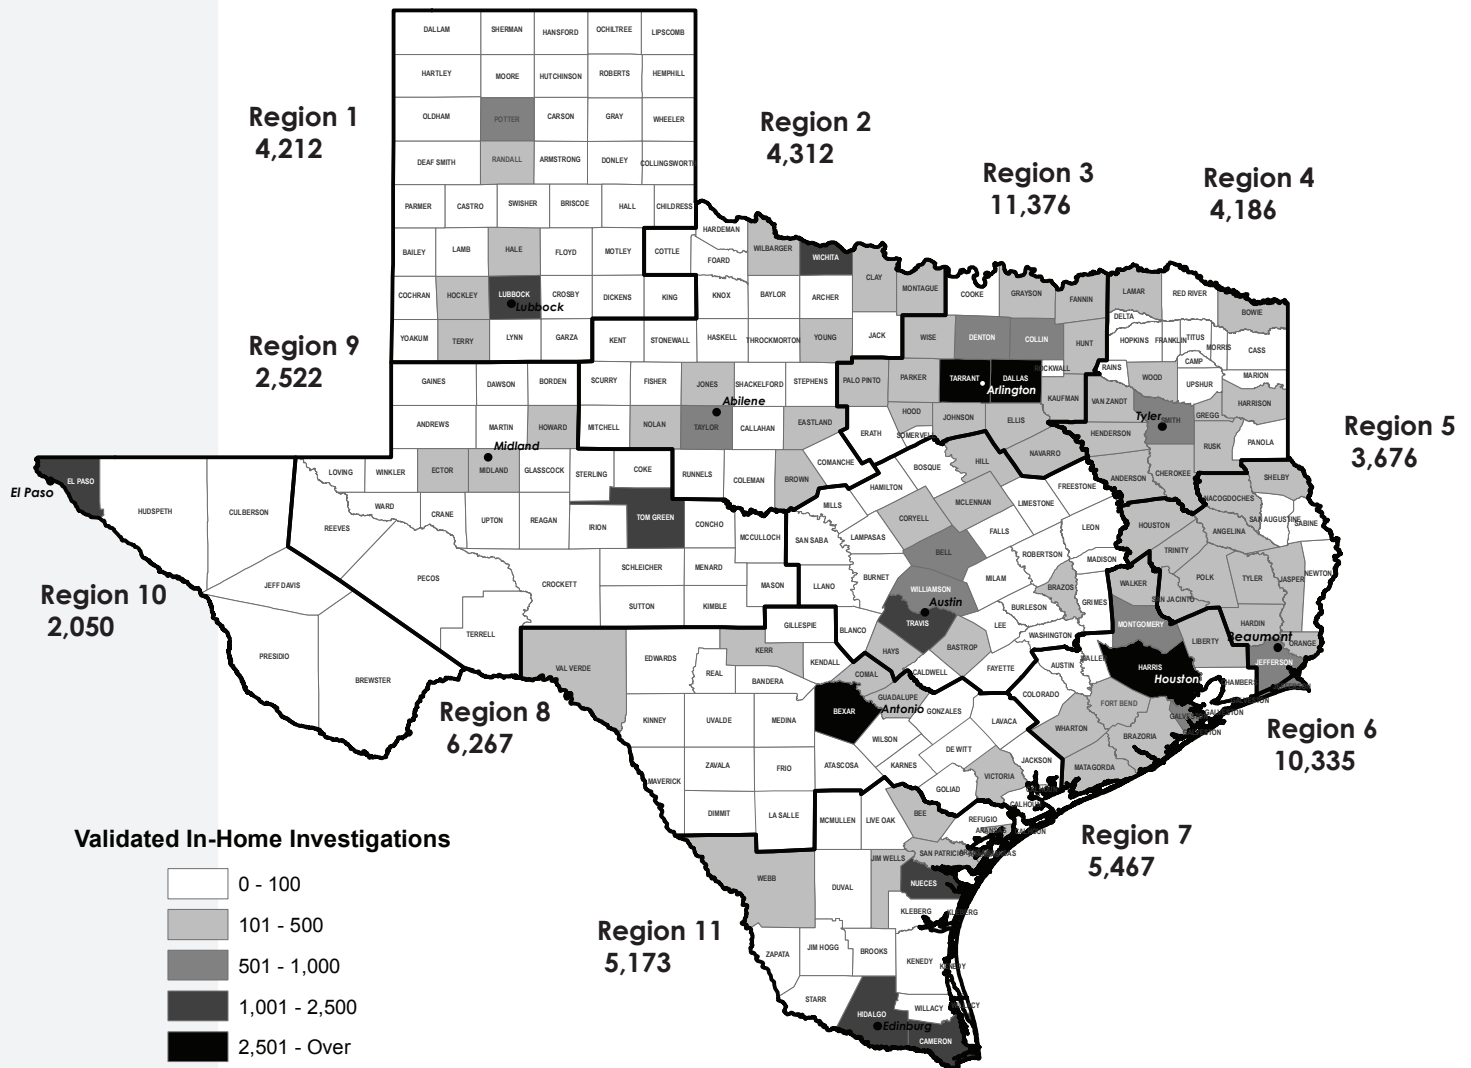 DALLAM SHERMAN HANSFORD OCHILTREE LIPSCOMB
HARTLEY MOORE HUTCHINSON ROBERTS HEMPHILL
Region 1
4,212
OLDHAM POTTER CARSON GRAY WHEELER
DEAF SMITH RANDALL ARMSTRONG DONLEY COLLINGSWORTH
PARMER CASTRO SWISHER BRISCOE HALL CHILDRESS
BAILEY LAMB HALE FLOYD MOTLEY COTTLE
COCHRAN HOCKLEY LUBBOCK CROSBY DICKENS KING
Lubbock
YOAKUM TERRY LYNN GARZA
Region 2
4,312
HARDEMAN
FOARD WILBARGER WICHITA CLAY MONTAGUE
KNOX BAYLOR ARCHER
KENT STONEWALL HASKELL THROCKMORTON YOUNG JACK
SCURRY FISHER JONES SHACKELFORD STEPHENS
Abilene
MITCHELL NOLAN TAYLOR CALLAHAN EASTLAND
RUNNELS COLEMAN BROWN COMANCHE
Region 3
11,376
COOKE GRAYSON FANNIN
WISE DENTON COLLIN HUNT
PALO PINTO PARKER TARRANT DALLAS ROCKWALL
Arlington
KAUFMAN
HOOD JOHNSON ELLIS
ERATH SOMERVELL NAVARRO
Region 4
4,186
LAMAR RED RIVER BOWIE
DELTA HOPKINS FRANKLIN TITUS MORRIS CASS
RAINS WOOD CAMP UPSHUR MARION
VAN ZANDT SMITH GREGG HARRISON
Tyler
HENDERSON RUSK PANOLA
ANDERSON CHEROKEE
Region 9
2,522
GAINES DAWSON BORDEN
ANDREWS MARTIN HOWARD
Midland
LOVING WINKLER ECTOR MIDLAND GLASSCOCK STERLING COKE
WARD CRANE UPTON REAGAN IRION TOM GREEN CONCHO
REEVES PECOS CROCKETT SCHLEICHER MENARD MCCULLOCH
SUTTON KIMBLE MASON
TERRELL
Region 5
3,676
SHELBY NACOGDOCHES SAN AUGUSTINE SABINE
HOUSTON ANGELINA TRINITY
POLK TYLER JASPER NEWTON
SAN JACINTO HARDIN ORANGE
Beaumont
JEFFERSON
El Paso
EL PASO HUDSPETH CULBERSON
JEFF DAVIS
PRESIDIO BREWSTER
Region 10
2,050
BOSQUE HILL
HAMILTON MCLENNAN LIMESTONE FREESTONE
MILLS CORYELL FALLS LEON
SAN SABA LAMPASAS BELL ROBERTSON MADISON
LLANO BURNET WILLIAMSON MILAM BRAZOS GRIMES
Austin
BLANCO TRAVIS LEE BURLESON WASHINGTON
HAYS BASTROP CALDWELL FAYETTE
WALKER
MONTGOMERY LIBERTY
AUSTIN WALLER HARRIS CHAMBERS
Houston
COLORADO FORT BEND GALVESTON
WHARTON BRAZORIA
MATAGORDA
Region 6
10,335
GILLESPIE
VAL VERDE EDWARDS KERR KENDALL
REAL BANDERA COMAL
GUADALUPE
BEXAR Antonio
KINNEY UVALDE MEDINA GONZALES LAVACA
WILSON
MAVERICK ZAVALA FRIO ATASCOSA KARNES DE WITT JACKSON
DIMMIT LA SALLE GOLIAD VICTORIA CALHOUN
Region 8
6,267
Region 7
5,467
MCMULLEN LIVE OAK BEE REFUGIO
SAN PATRICIO
WEBB DUVAL JIM WELLS NUECES
KLEBERG KLEBERG
ZAPATA JIM HOGG BROOKS KENEDY KENEDY
STARR HIDALGO WILLACY
Edinburg
CAMERON
Region 11
5,173
Validated In-Home Investigations
0 - 100
101 - 500
501 - 1,000
1,001 - 2,500
2,501 - Over